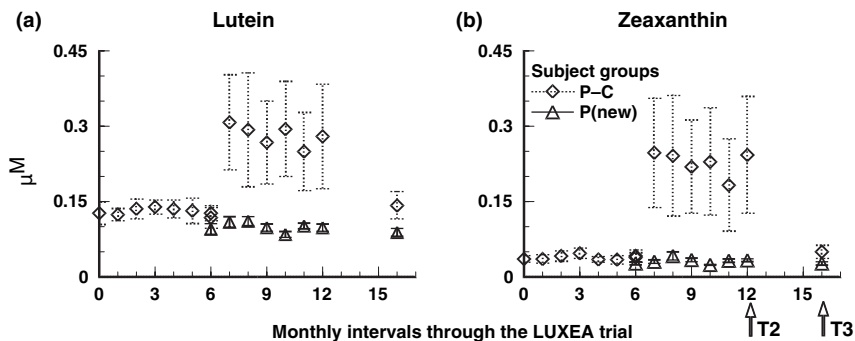 (a) Lutein
(b) Zeaxanthin
0.45
0.3
0.15
0
µM
0 3 6 9 12 15
0.45
0.3
0.15
0
Subject groups
P–C
P(new)
0 3 6 9 12 15
T2 T3
Monthly intervals through the LUXEA trial